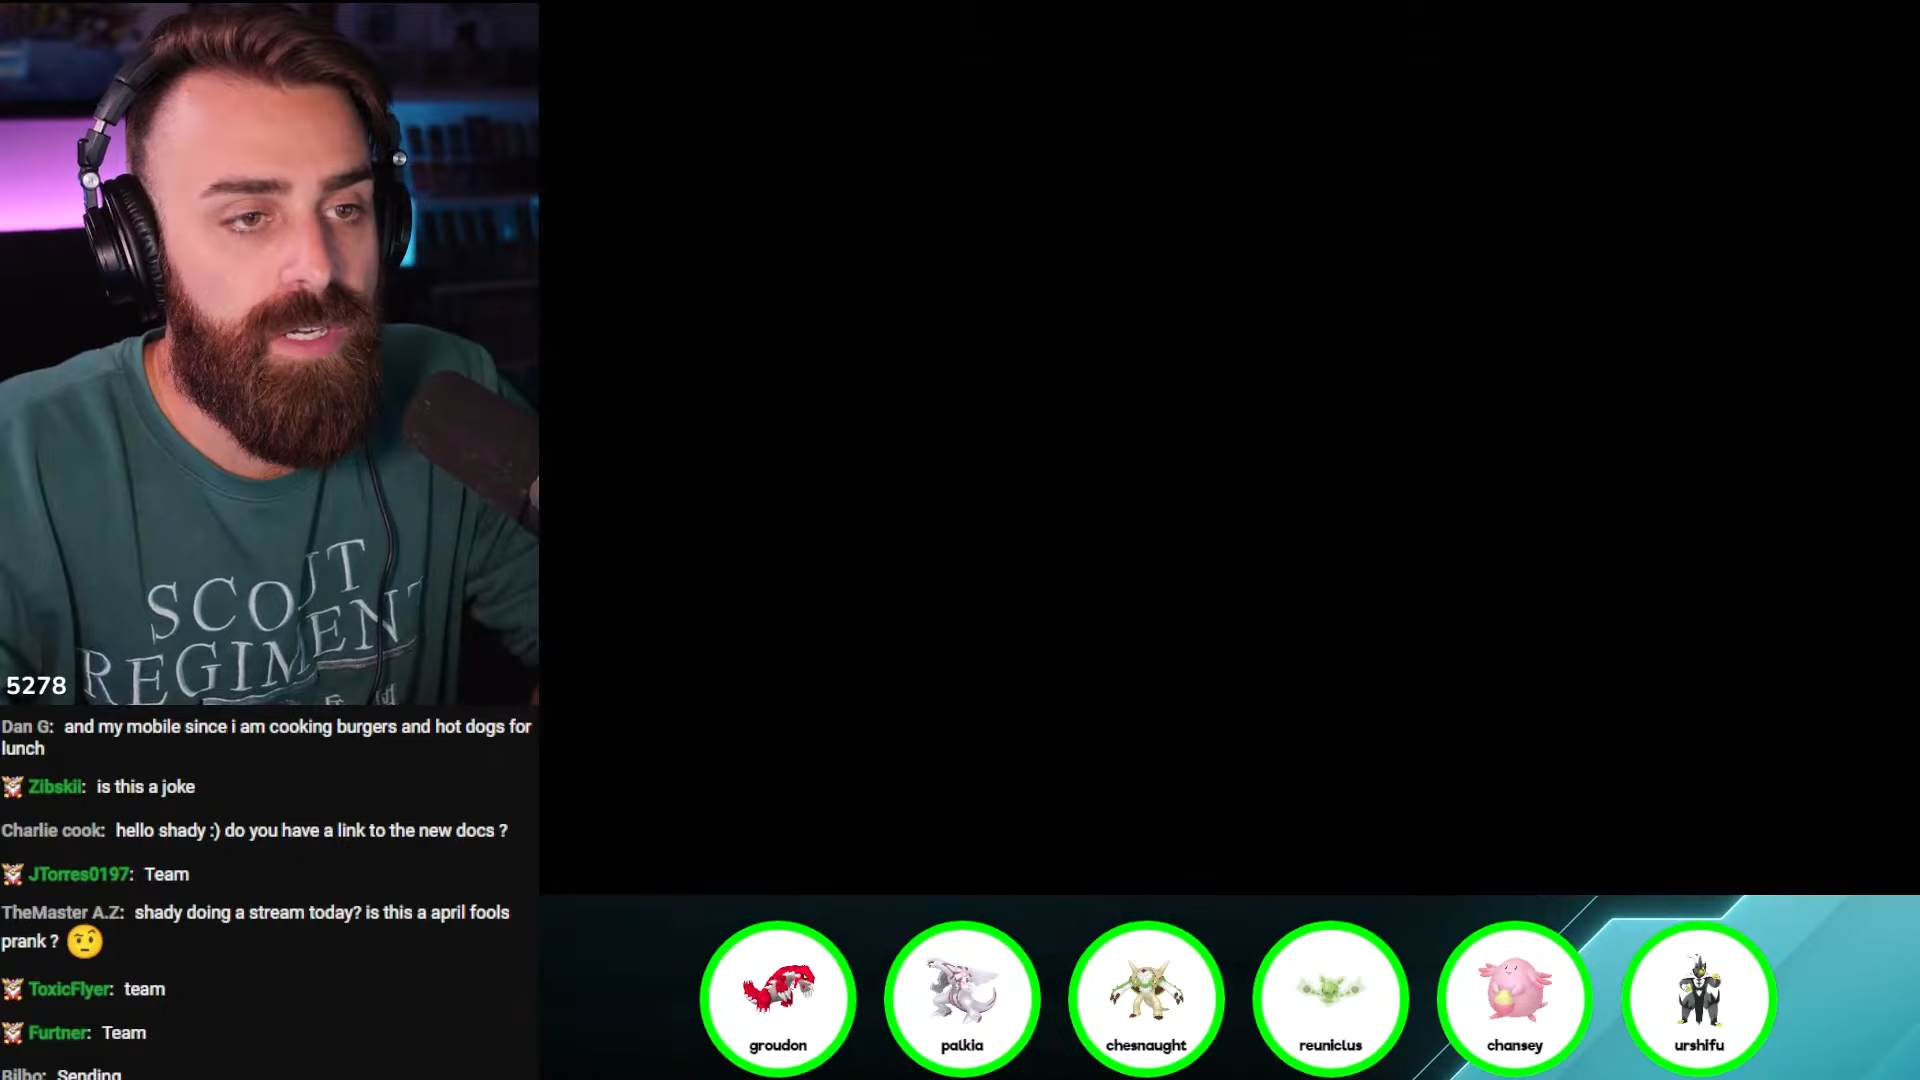 SCOUT
REGIMENT
5278
Dan G: and my mobile since i am cooking burgers and hot dogs for
lunch
Zibskii: is this a joke
Charlie cook: hello shady :) do you have a link to the new docs ?
JTorres0197: Team
TheMaster A.Z: shady doing a stream today? is this a april fools
prank ? 🤨
ToxicFlyer: team
Furtner: Team
Bilbo: Sending
groudon
palkia
chesnaught
reuniclus
chansey
urshifu